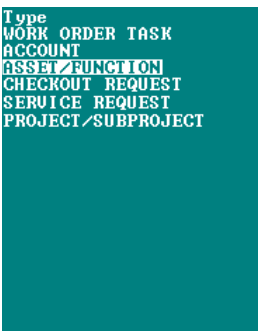 Type
WORK ORDER TASK
ACCOUNT
ASSET/FUNCTION
CHECKOUT REQUEST
SERVICE REQUEST
PROJECT/SUBPROJECT